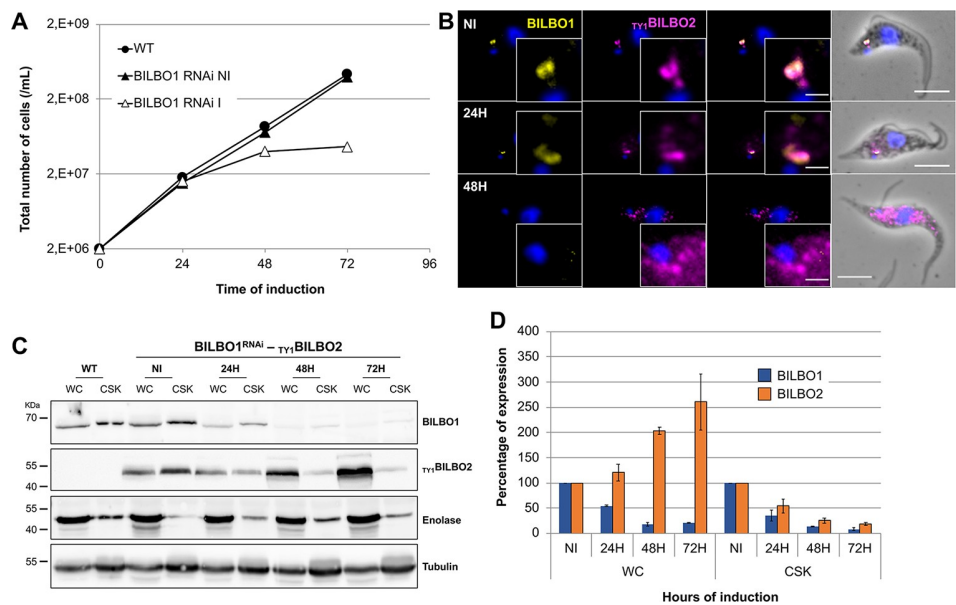 A
2,E+09
2,E+08
2,E+07
2,E+06
0 24 48 72 96
Total number of cells (/mL)
Time of induction
WT
BILBO1 RNAi NI
BILBO1 RNAi I
B
NI BILBO1 TY1BILBO2
24H
48H
C
BILBO1RNAi – TY1BILBO2
WT NI 24H 48H 72H
WC CSK WC CSK WC CSK WC CSK WC CSK
KDa
70
BILBO1
55
40
TY1BILBO2
55
40
Enolase
55
Tubulin
D
400
350
300
250
200
150
100
50
0
Percentage of expression
BILBO1
BILBO2
NI 24H 48H 72H NI 24H 48H 72H
WC CSK
Hours of induction